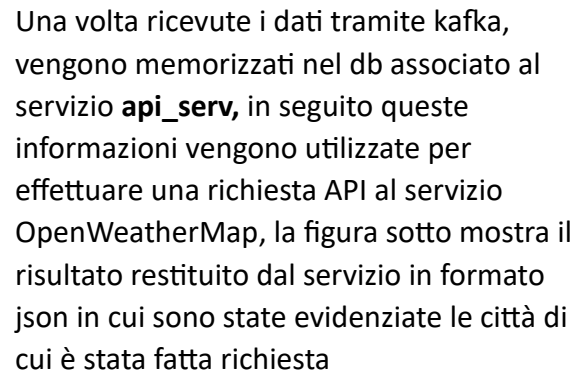 Una volta ricevute i dati tramite kafka,
vengono memorizzati nel db associato al
servizio api_serv, in seguito queste
informazioni vengono utilizzate per
effettuare una richiesta API al servizio
OpenWeatherMap, la figura sotto mostra il
risultato restituito dal servizio in formato
json in cui sono state evidenziate le città di
cui è stata fatta richiesta